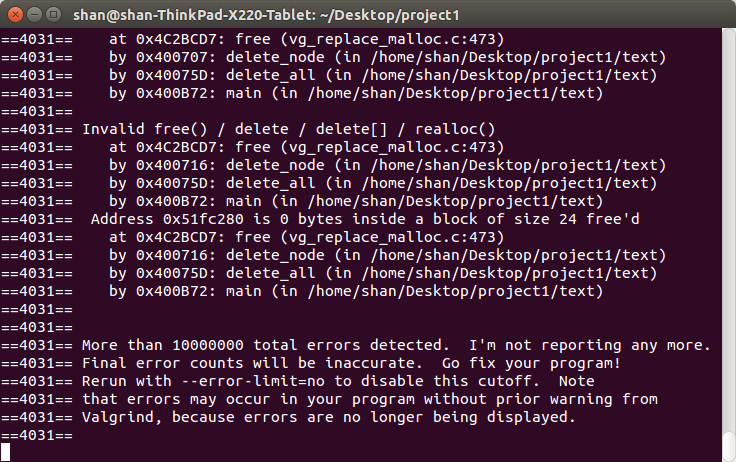 shan@shan-ThinkPad-X220-Tablet: ~/Desktop/project1
==4031==    at 0x4C2BCD7: free (vg_replace_malloc.c:473)
==4031==    by 0x400707: delete_node (in /home/shan/Desktop/project1/text)
==4031==    by 0x40075D: delete_all (in /home/shan/Desktop/project1/text)
==4031==    by 0x400B72: main (in /home/shan/Desktop/project1/text)
==4031==
==4031== Invalid free() / delete / delete[] / realloc()
==4031==    at 0x4C2BCD7: free (vg_replace_malloc.c:473)
==4031==    by 0x400716: delete_node (in /home/shan/Desktop/project1/text)
==4031==    by 0x40075D: delete_all (in /home/shan/Desktop/project1/text)
==4031==    by 0x400B72: main (in /home/shan/Desktop/project1/text)
==4031==  Address 0x51fc280 is 0 bytes inside a block of size 24 free'd
==4031==    at 0x4C2BCD7: free (vg_replace_malloc.c:473)
==4031==    by 0x400716: delete_node (in /home/shan/Desktop/project1/text)
==4031==    by 0x40075D: delete_all (in /home/shan/Desktop/project1/text)
==4031==    by 0x400B72: main (in /home/shan/Desktop/project1/text)
==4031==
==4031==
==4031== More than 10000000 total errors detected.  I'm not reporting any more.
==4031== Final error counts will be inaccurate.  Go fix your program!
==4031== Rerun with --error-limit=no to disable this cutoff.  Note
==4031== that errors may occur in your program without prior warning from
==4031== Valgrind, because errors are no longer being displayed.
==4031==